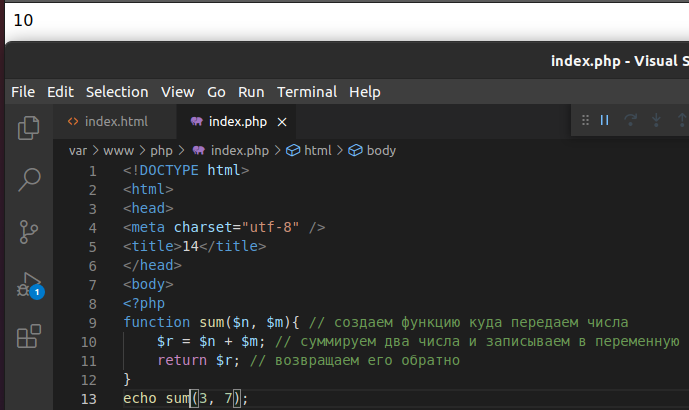 10
index.php - Visual S
File Edit Selection View Go Run Terminal Help
index.html index.php
var > www > php > index.php > html > body
1 <!DOCTYPE html>
2 <html>
3 <head>
4 <meta charset="utf-8" />
5 <title>14</title>
6 </head>
7 <body>
8 <?php
9 function sum($n, $m){ // создаем функцию куда передаем числа
10 $r = $n + $m; // суммируем два числа и записываем в переменную
11 return $r; // возвращаем его обратно
12 }
13 echo sum(3, 7);
1